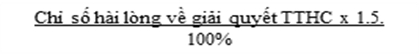 Chỉ số hài lòng về giải quyết TTHC x 1.5.
100%